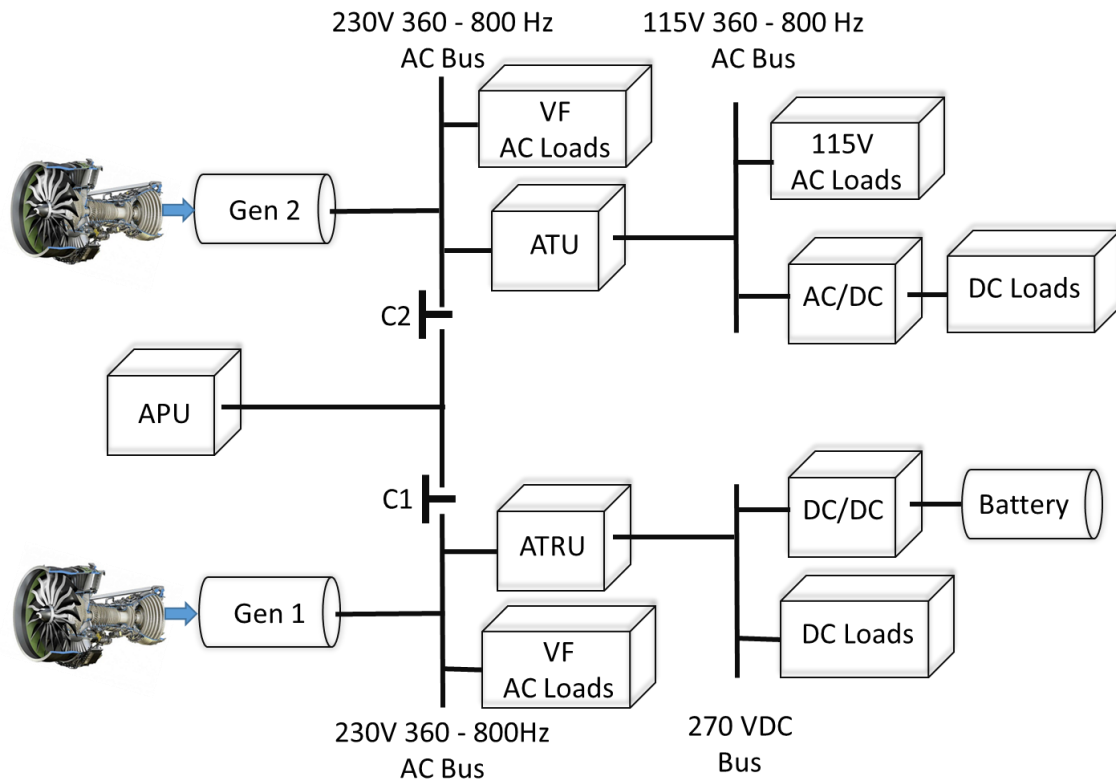 230V 360 - 800 Hz
AC Bus
115V 360 - 800 Hz
AC Bus
VF
AC Loads
115V
AC Loads
Gen 2
ATU
AC/DC
DC Loads
C2
APU
C1
ATRU
DC/DC
Battery
Gen 1
VF
AC Loads
DC Loads
230V 360 - 800Hz
AC Bus
270 VDC
Bus